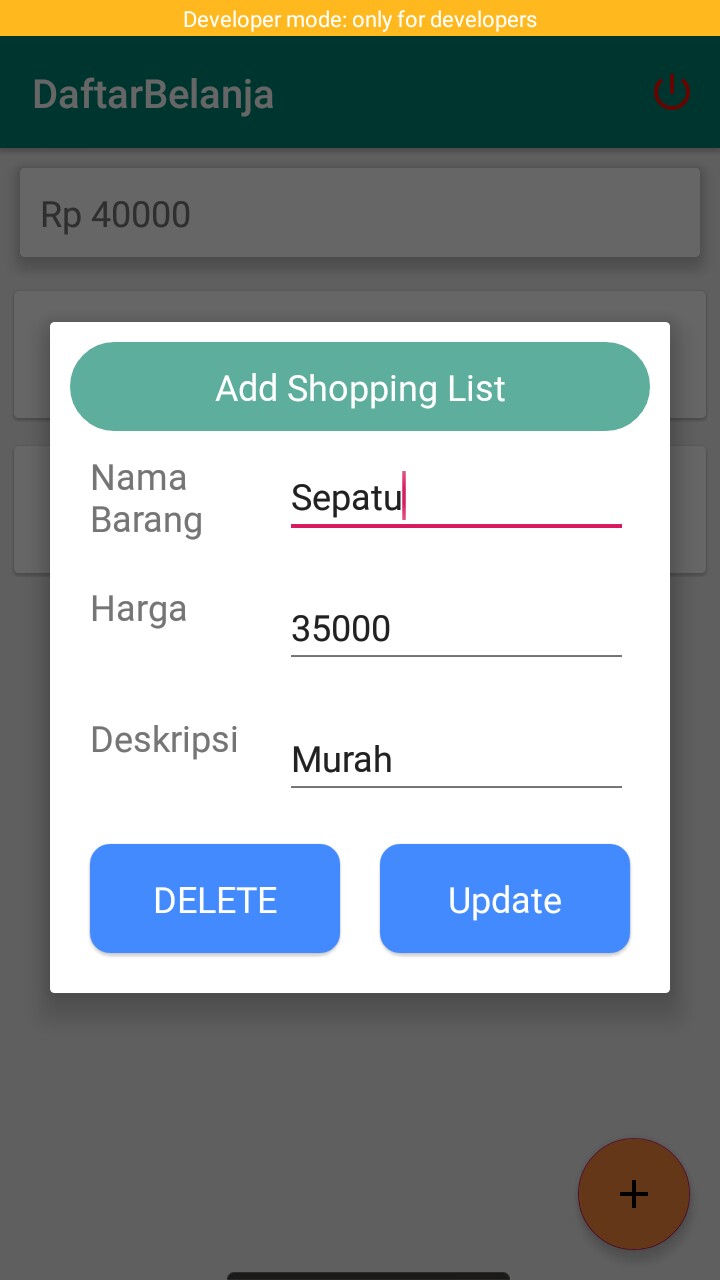 Developer mode: only for developers
DaftarBelanja
Rp 40000
Add Shopping List
Nama
Barang
Sepatu
Harga
35000
Deskripsi
Murah
DELETE
Update